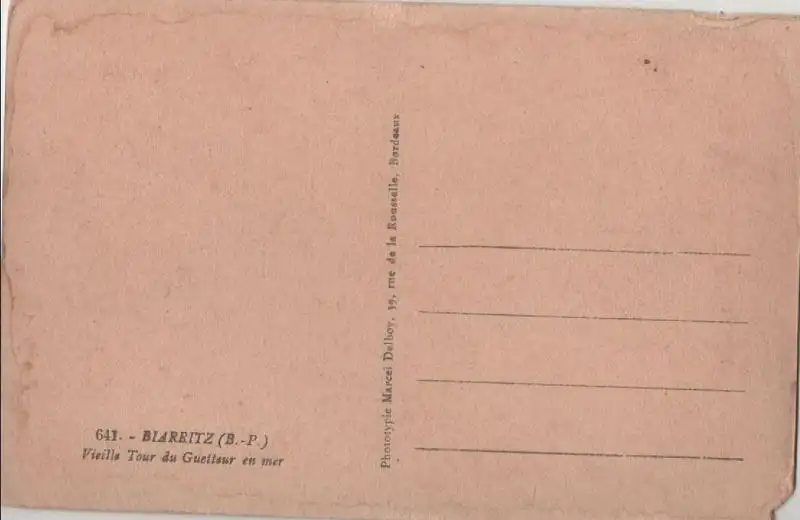 641. - BIARRITZ (B.-P.)
Vieille Tour du Guetteur en mer
Phototypie Marcel Delboy, 39, rue de la Rousselle, Bordeaux